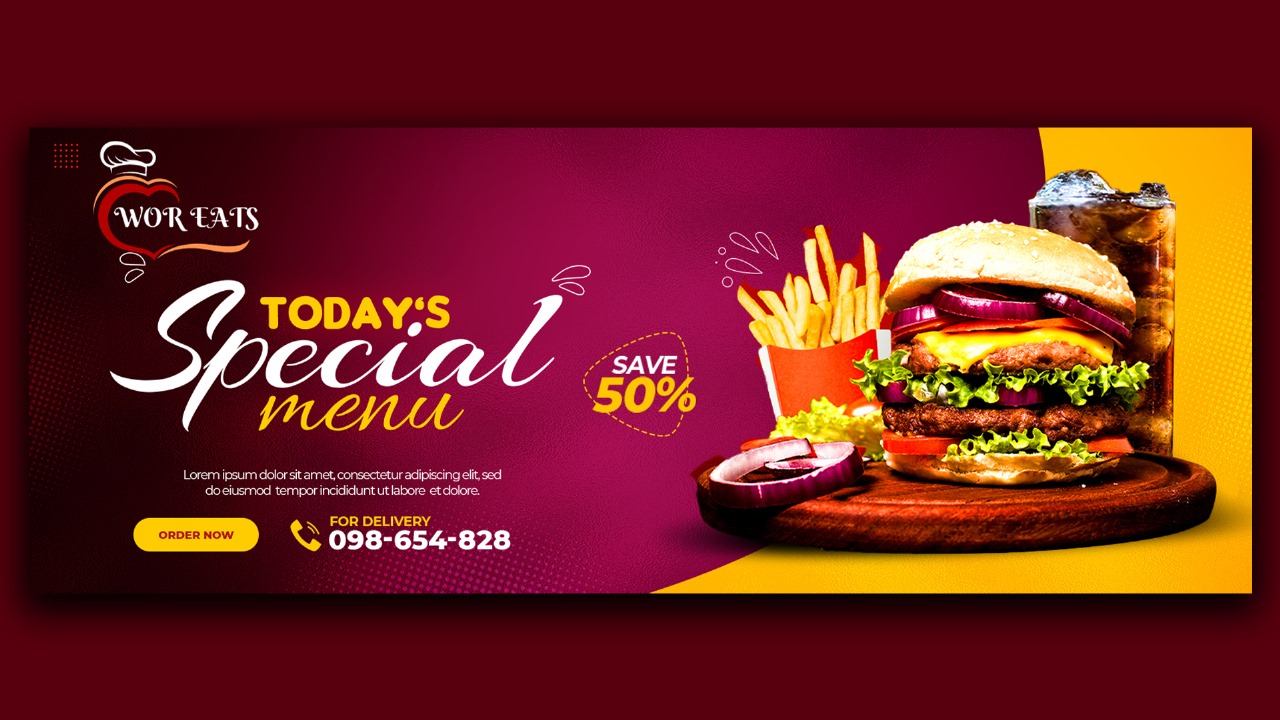 WOR EATS
TODAY‘S
Special
menu
SAVE
50%
Lorem ipsum dolor sit amet, consectetur adipiscing elit, sed
do eiusmod tempor incididunt ut labore et dolore.
ORDER NOW
FOR DELIVERY
098-654-828